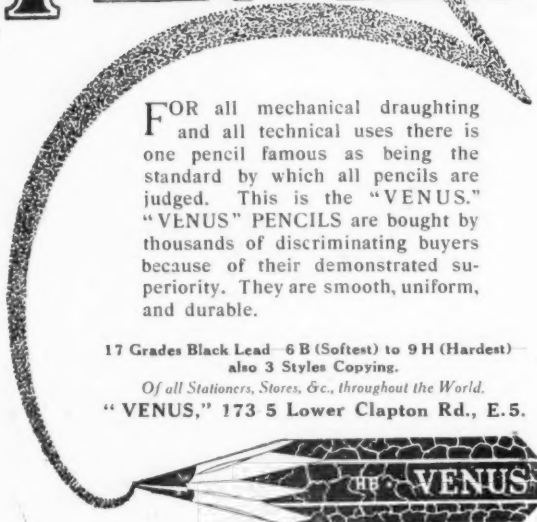 FOR all mechanical draughting
and all technical uses there is
one pencil famous as being the
standard by which all pencils are
judged. This is the "VENUS."
"VENUS" PENCILS are bought by
thousands of discriminating buyers
because of their demonstrated su-
periority. They are smooth, uniform,
and durable.
17 Grades Black Lead 6 B (Softest) to 9 H (Hardest)
also 3 Styles Copying.
Of all Stationers, Stores, &c., throughout the World.
"VENUS," 173 5 Lower Clapton Rd., E. 5.
HB VENUS